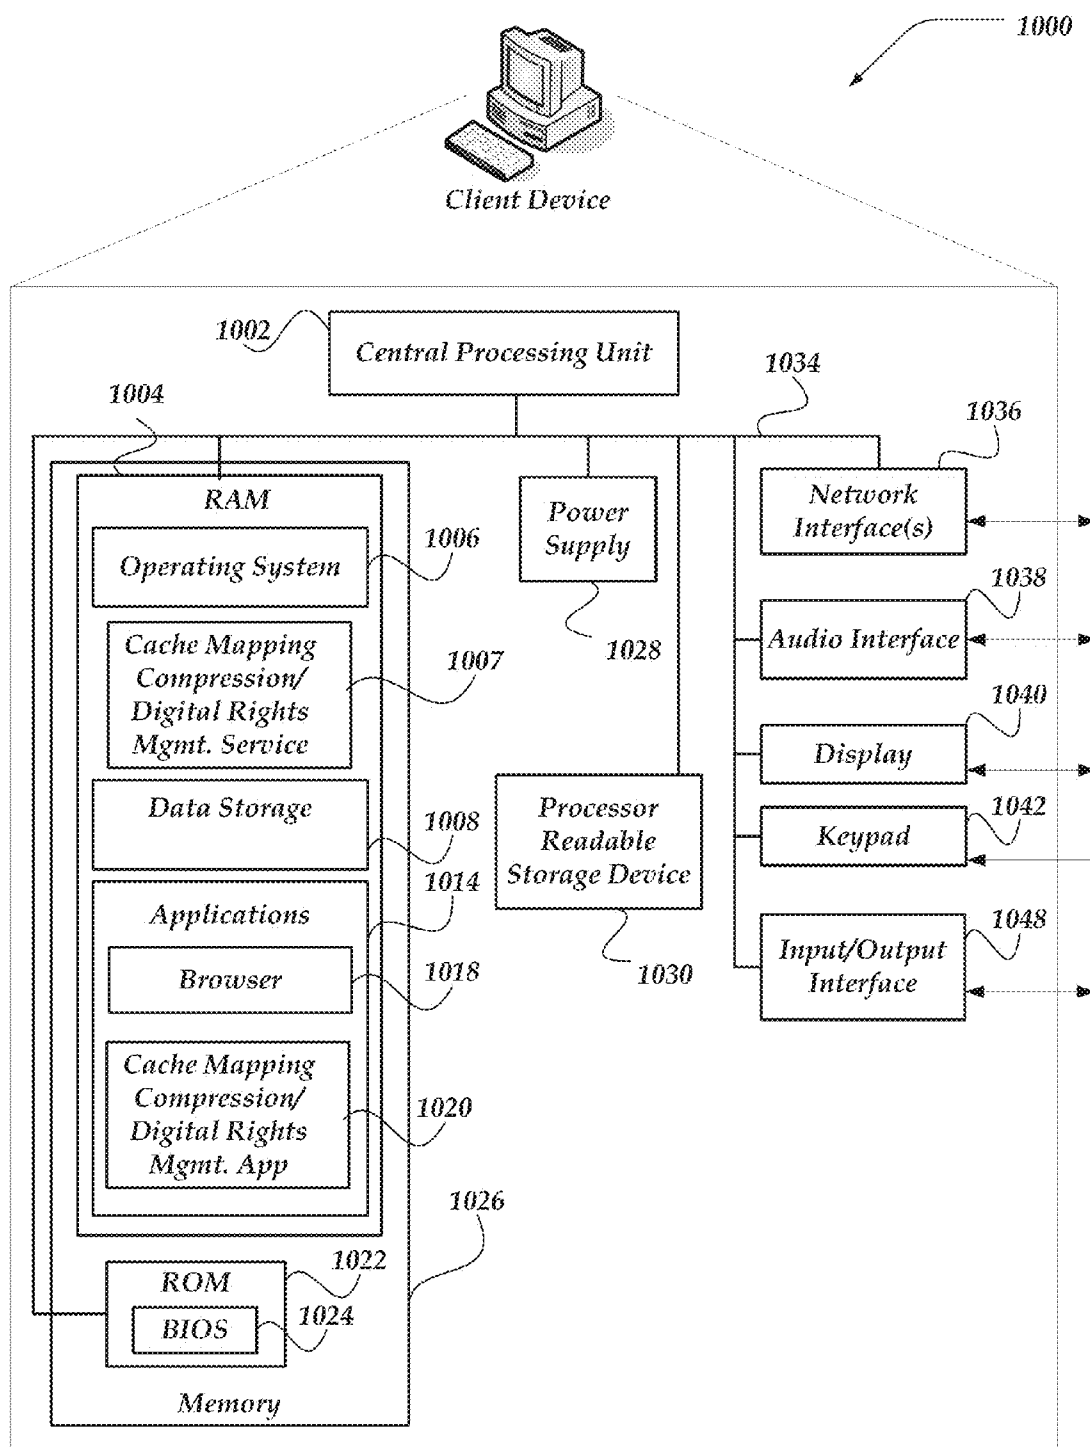 1000
Client Device
1002
Central Processing Unit
1034
1004
1036
RAM
Network
Interface(s)
Power
Supply
1006
Operating System
1028
1038
Audio Interface
Cache Mapping
Compression/
Digital Rights
Mgmt. Service
1007
1040
Display
Data Storage
1008
Processor
Readable
Storage Device
1030
1042
Keypad
1014
Applications
1048
Input/Output
Interface
Browser
1018
Cache Mapping
Compression/
Digital Rights
Mgmt. App
1020
1026
ROM
1022
BIOS
1024
Memory